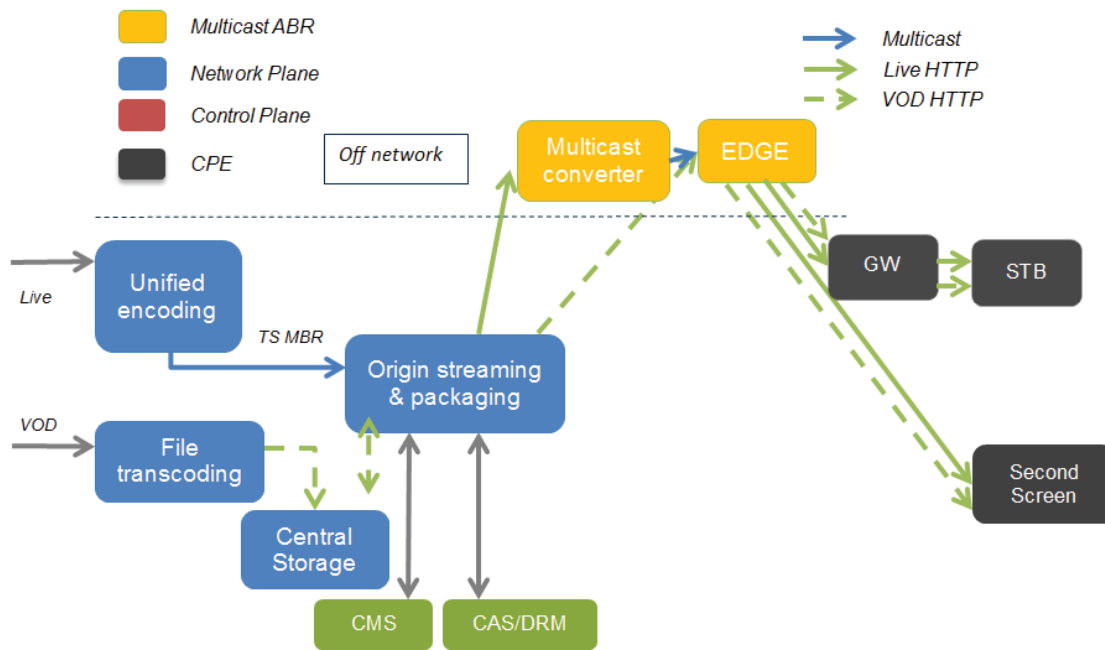 Multicast ABR
Network Plane
Control Plane
CPE
Off network
Multicast
Live HTTP
VOD HTTP
Multicast
converter
EDGE
Live
Unified
encoding
TS MBR
Origin streaming
& packaging
GW
STB
VOD
File
transcoding
Central
Storage
Second
Screen
CMS
CAS/DRM